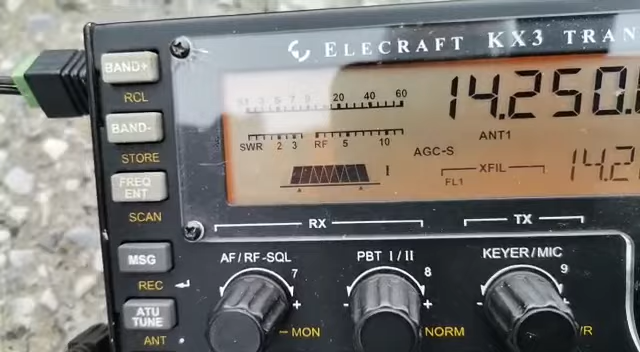 ELECRAFT KX3 TRAN
BAND+
RCL
BAND-
STORE
FREQ
ENT
SCAN
MSG
REC
ATU
TUNE
ANT
S1 3 5 7 9 20 40 60
SWR 2 3 RF 5 10
14.250.
ANT1
AGC-S
XFIL
FL1
I
14.2
RX
TX
AF/RF-SQL
PBT I/II
KEYER/MIC
7
8
9
- +
- +
-
MON
NORM
/R